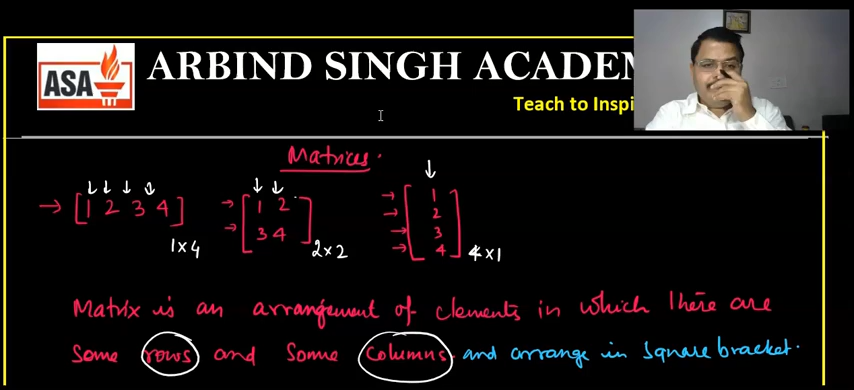 ASA
ARBIND SINGH ACADEM
Teach to Inspi
Matrices.
[1 2 3 4] 1×4
[1 2
3 4] 2×2
[1
2
3
4] 4×1
Matrix is an arrangement of elements in which there are
some rows and some columns. and arrange in square bracket.